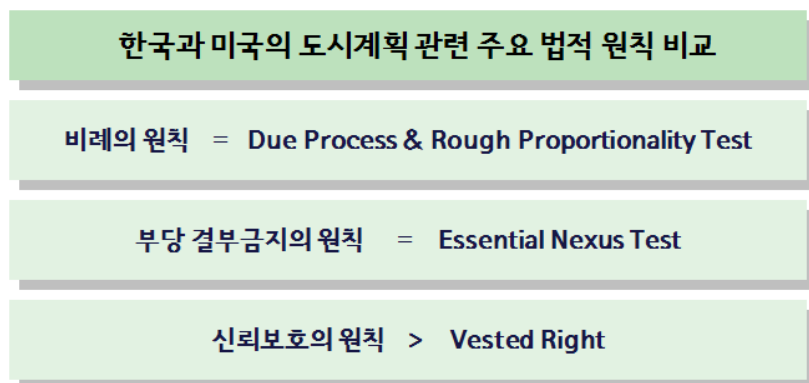 한국과 미국의 도시계획 관련 주요 법적 원칙 비교
비례의 원칙 = Due Process & Rough Proportionality Test
부당 결부금지의 원칙 = Essential Nexus Test
신뢰보호의 원칙 > Vested Right